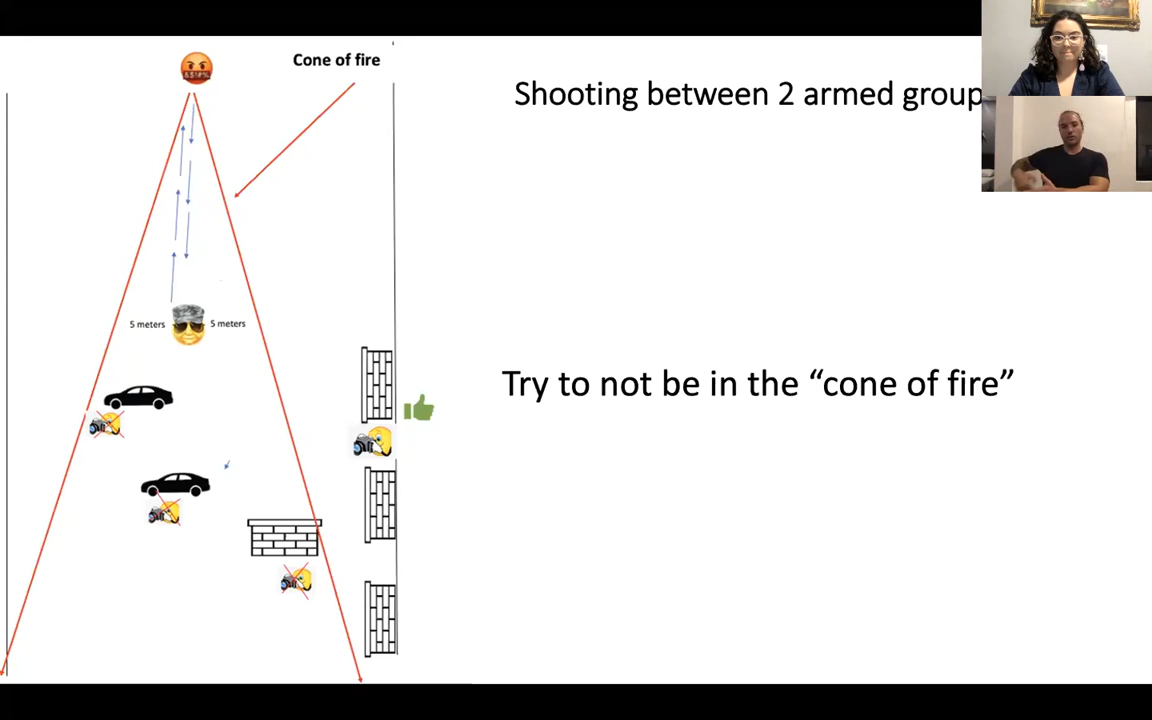 Cone of fire
Shooting between 2 armed group
5 meters
5 meters
Try to not be in the “cone of fire”